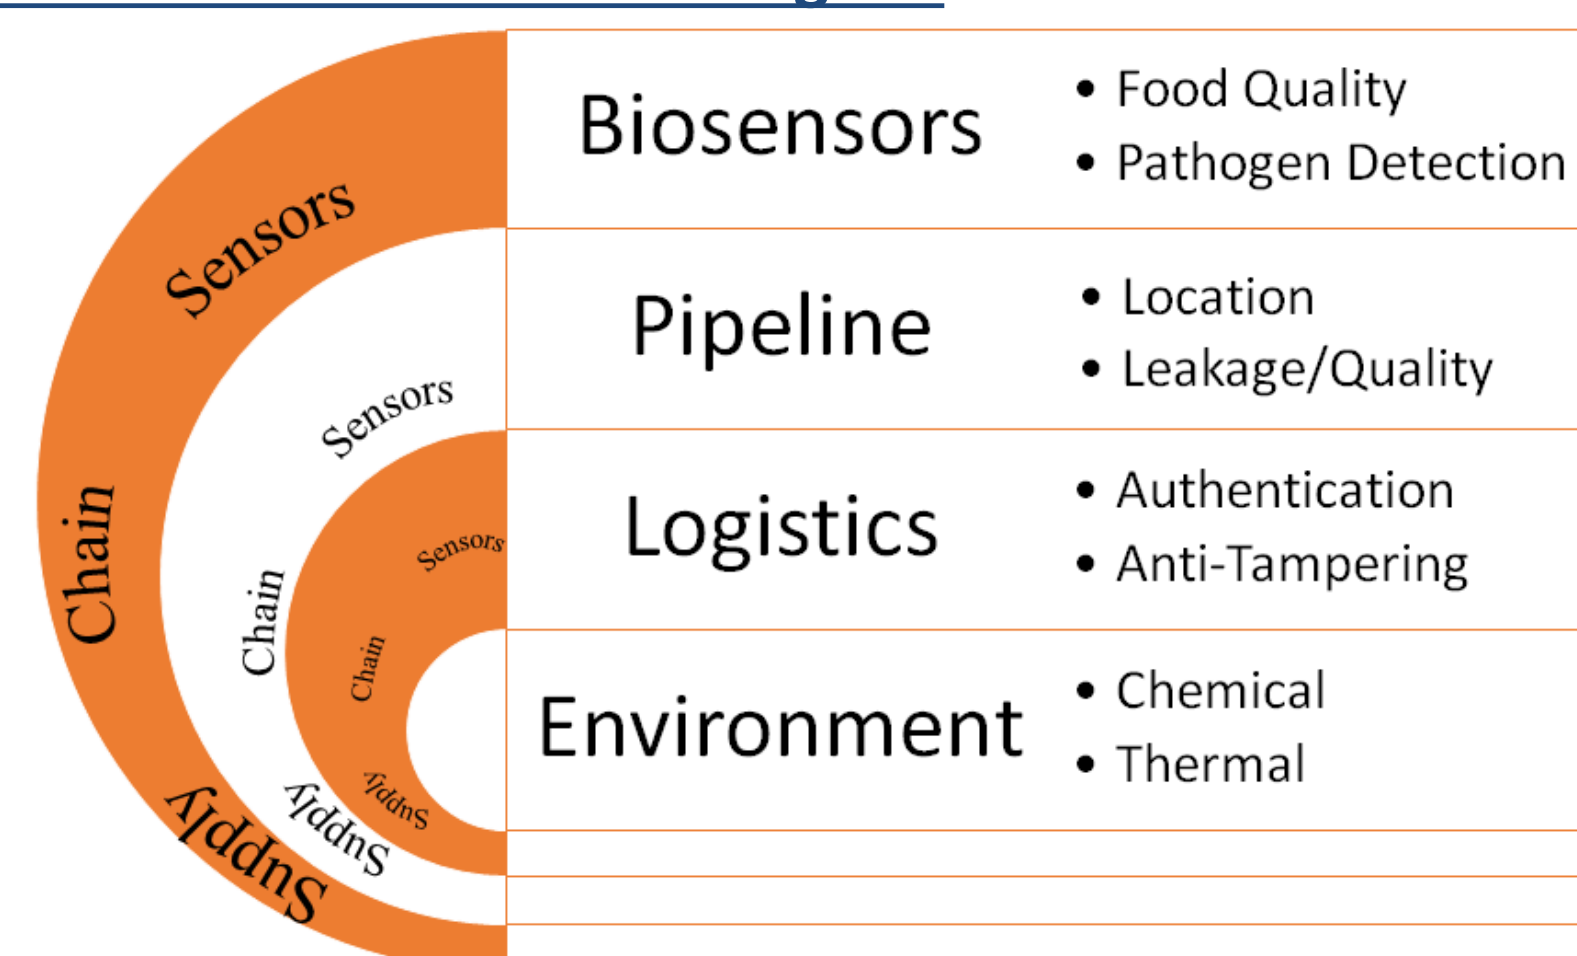 Biosensors
• Food Quality
• Pathogen Detection
Pipeline
• Location
• Leakage/Quality
Logistics
• Authentication
• Anti-Tampering
Environment
• Chemical
• Thermal
Supply Chain Sensors
Supply Chain Sensors
Supply Chain Sensors